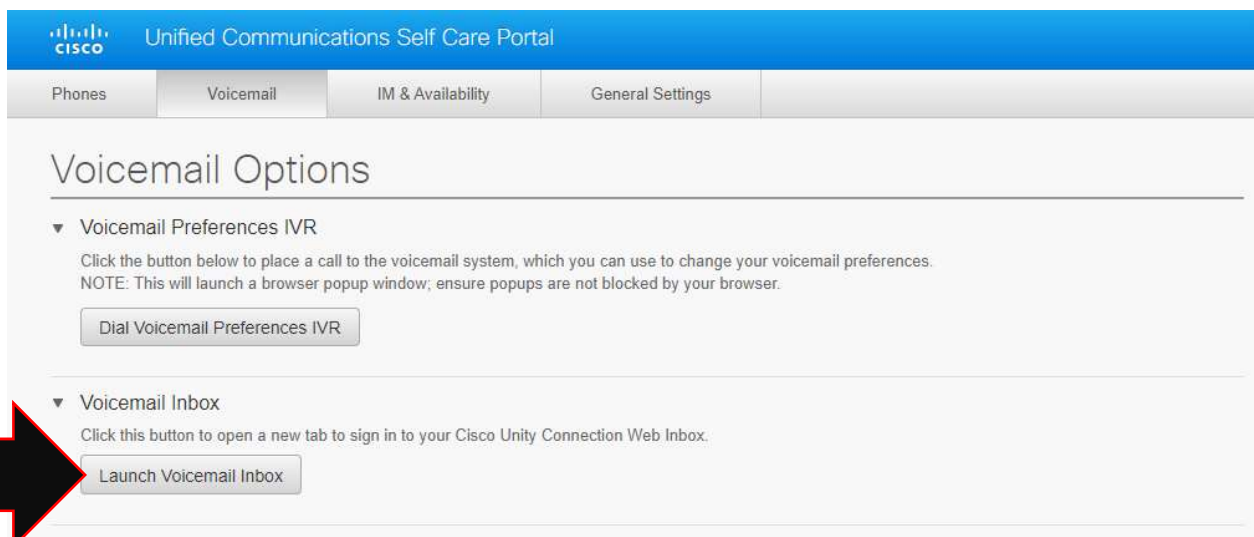 cisco Unified Communications Self Care Portal
Phones Voicemail IM & Availability General Settings
Voicemail Options
Voicemail Preferences IVR
Click the button below to place a call to the voicemail system, which you can use to change your voicemail preferences.
NOTE: This will launch a browser popup window; ensure popups are not blocked by your browser.
Dial Voicemail Preferences IVR
Voicemail Inbox
Click this button to open a new tab to sign in to your Cisco Unity Connection Web Inbox.
Launch Voicemail Inbox